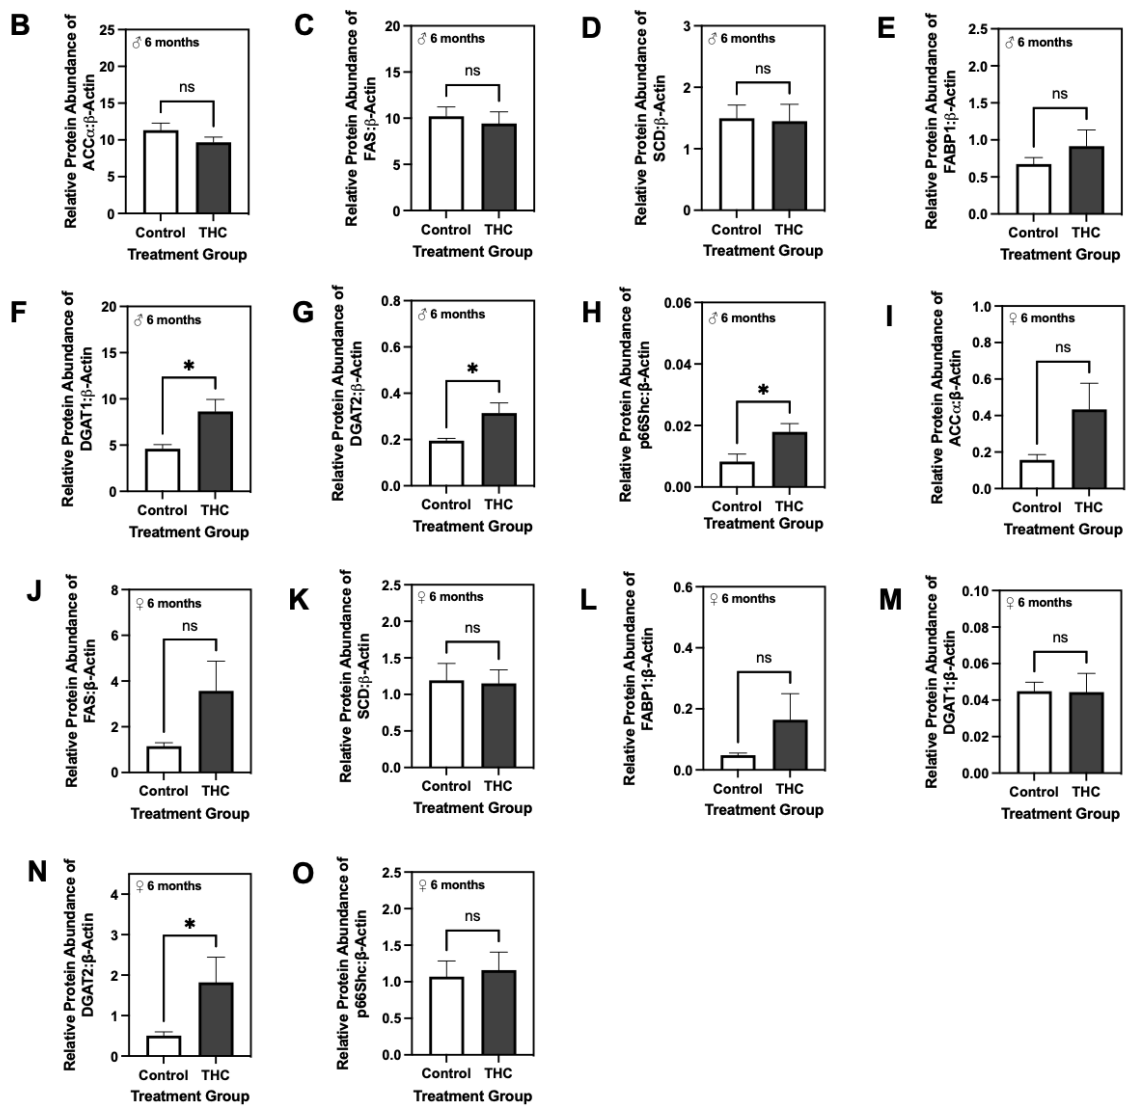 B
Relative Protein Abundance of
ACCα:β-Actin
25
20
15
10
5
0
♂ 6 months
ns
Control THC
Treatment Group
C
Relative Protein Abundance of
FAS:β-Actin
20
15
10
5
0
♂ 6 months
ns
Control THC
Treatment Group
D
Relative Protein Abundance of
SCD:β-Actin
3
2
1
0
♂ 6 months
ns
Control THC
Treatment Group
E
Relative Protein Abundance of
FABP1:β-Actin
2.5
2.0
1.5
1.0
0.5
0.0
♂ 6 months
ns
Control THC
Treatment Group
F
Relative Protein Abundance of
DGAT1:β-Actin
20
15
10
5
0
♂ 6 months
*
Control THC
Treatment Group
G
Relative Protein Abundance of
DGAT2:β-Actin
0.8
0.6
0.4
0.2
0.0
♂ 6 months
*
Control THC
Treatment Group
H
Relative Protein Abundance of
p66Shc:β-Actin
0.06
0.04
0.02
0.00
♂ 6 months
*
Control THC
Treatment Group
I
Relative Protein Abundance of
ACCα:β-Actin
1.0
0.8
0.6
0.4
0.2
0.0
♀ 6 months
ns
Control THC
Treatment Group
J
Relative Protein Abundance of
FAS:β-Actin
8
6
4
2
0
♀ 6 months
ns
Control THC
Treatment Group
K
Relative Protein Abundance of
SCD:β-Actin
2.5
2.0
1.5
1.0
0.5
0.0
♀ 6 months
ns
Control THC
Treatment Group
L
Relative Protein Abundance of
FABP1:β-Actin
0.6
0.4
0.2
0.0
♀ 6 months
ns
Control THC
Treatment Group
M
Relative Protein Abundance of
DGAT1:β-Actin
0.10
0.08
0.06
0.04
0.02
0.00
♀ 6 months
ns
Control THC
Treatment Group
N
Relative Protein Abundance of
DGAT2:β-Actin
4
3
2
1
0
♀ 6 months
*
Control THC
Treatment Group
O
Relative Protein Abundance of
p66Shc:β-Actin
2.5
2.0
1.5
1.0
0.5
0.0
♀ 6 months
ns
Control THC
Treatment Group